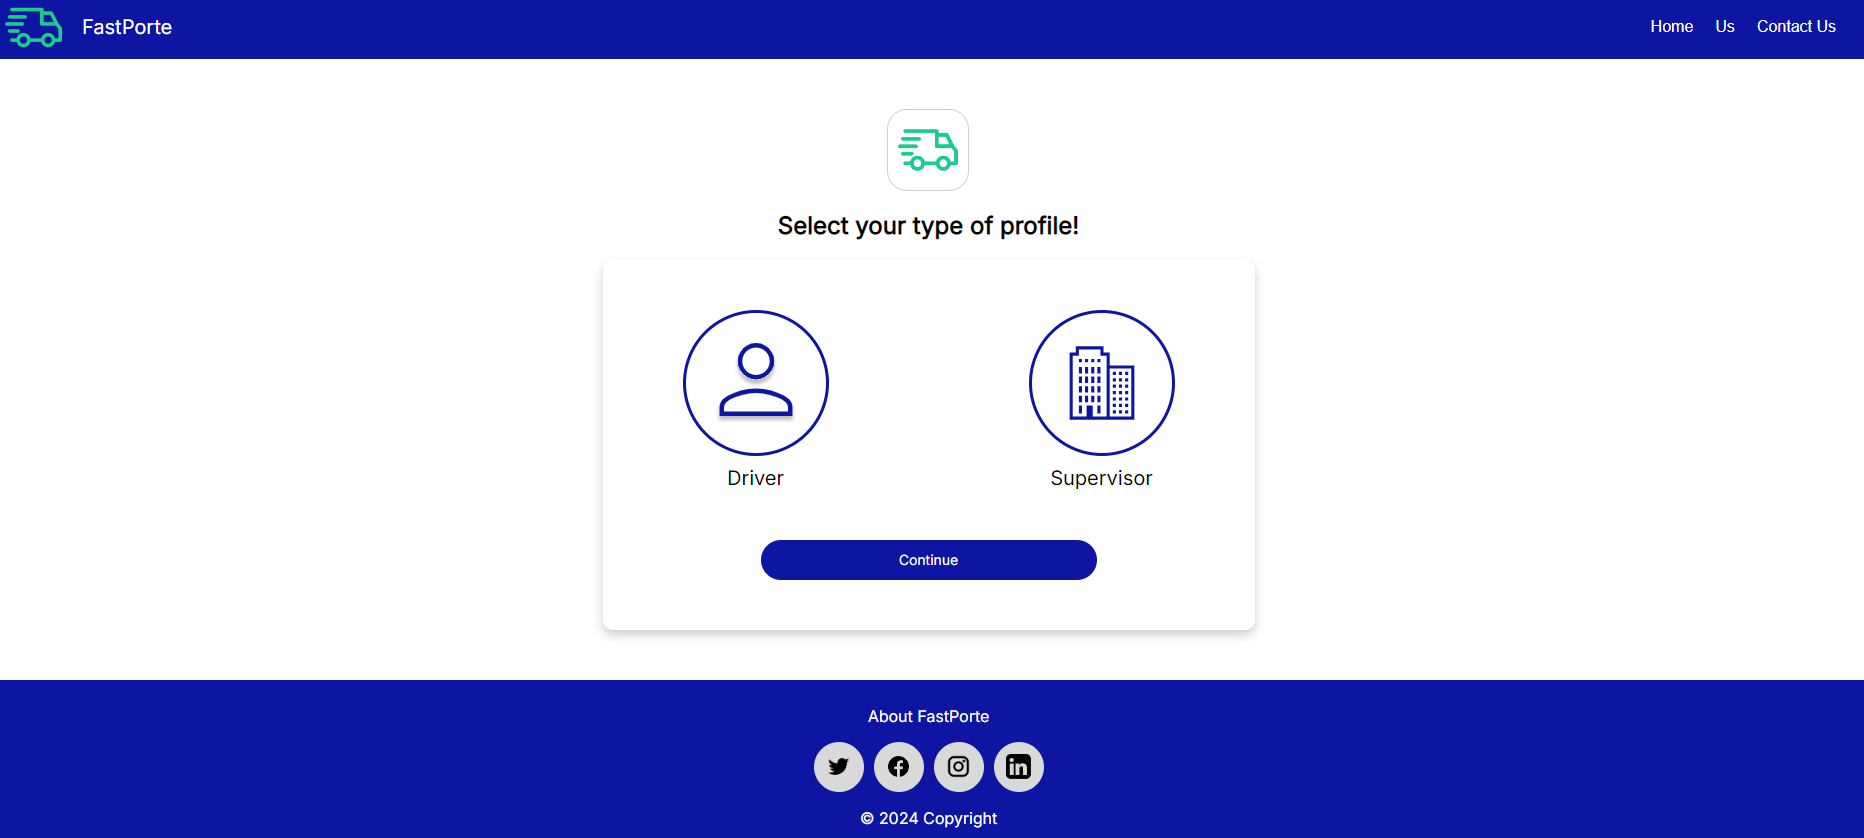 FastPorte
Home Us Contact Us
Select your type of profile!
Driver
Supervisor
Continue
About FastPorte
© 2024 Copyright